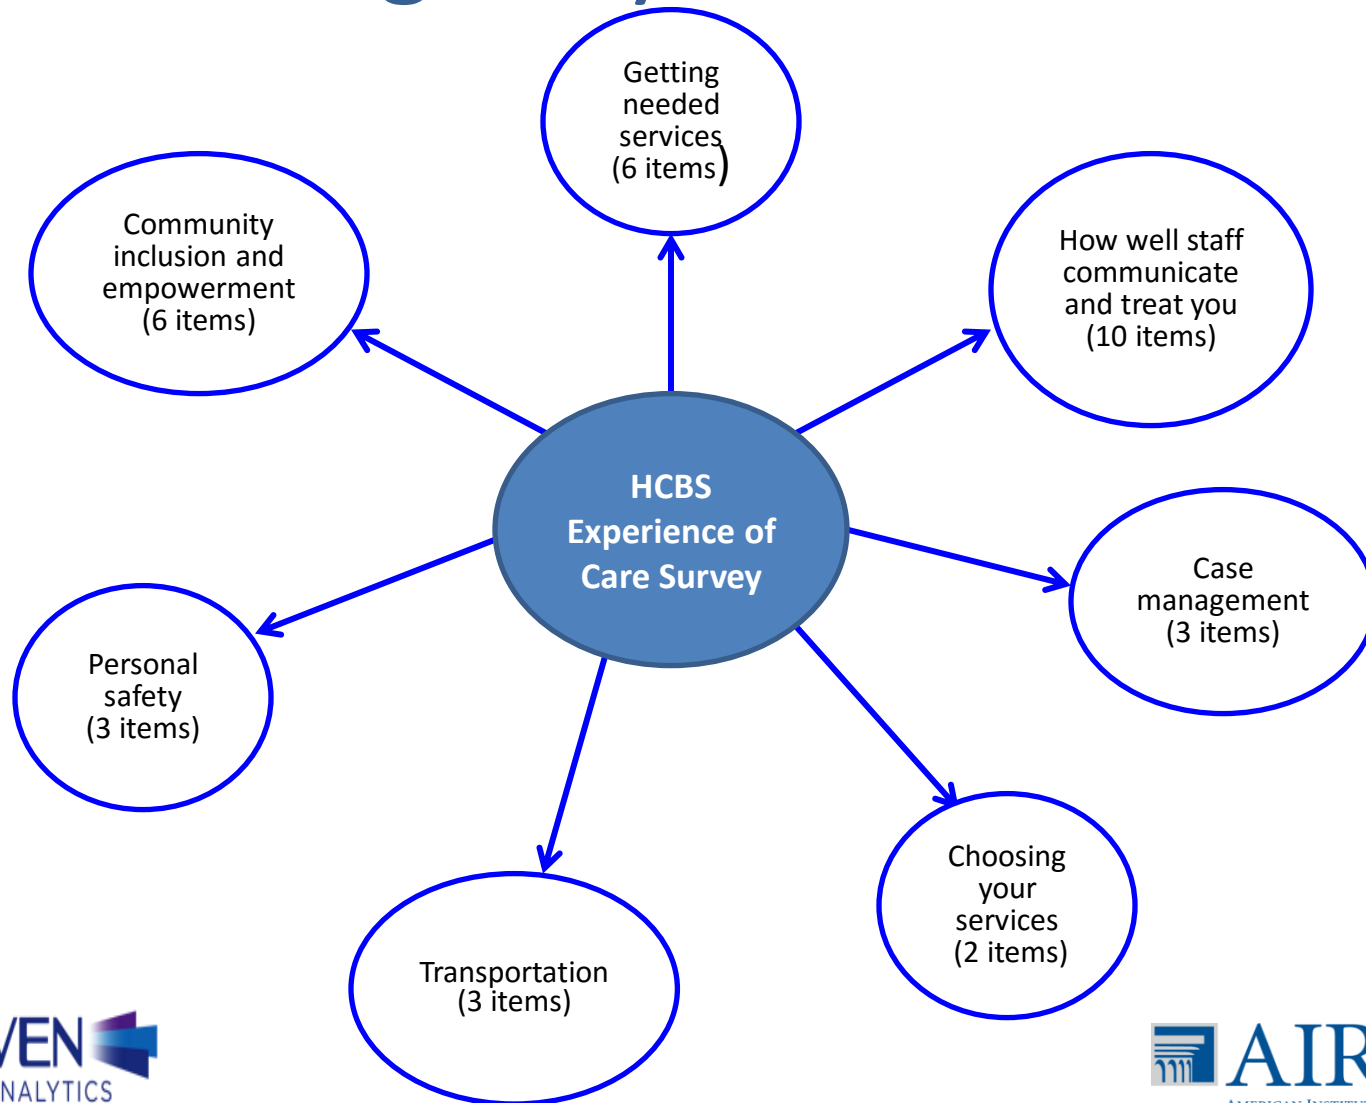 Getting
needed
services
(6 items)
Community
inclusion and
empowerment
(6 items)
How well staff
communicate
and treat you
(10 items)
HCBS
Experience of
Care Survey
Case
management
(3 items)
Personal
safety
(3 items)
Choosing
your
services
(2 items)
Transportation
(3 items)
AIR